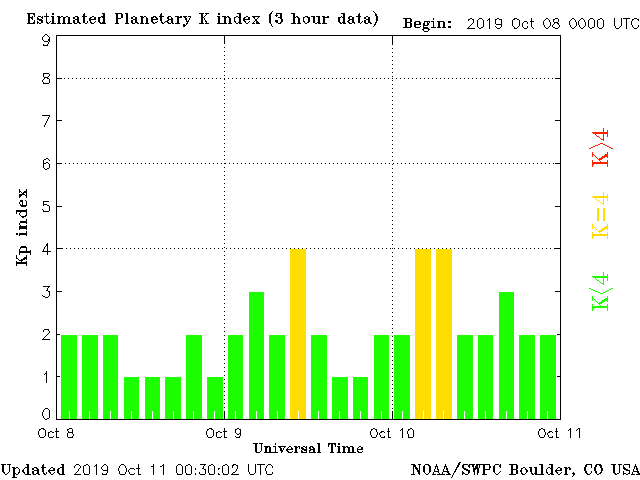 Estimated Planetary K index (3 hour data) Begin: 2019 Oct 08 0000 UTC
9
8
7
6
5
4
3
2
1
0
Kp index
K>4
K=4
K<4
Oct 8 Oct 9 Oct 10 Oct 11
Universal Time
Updated 2019 Oct 11 00:30:02 UTC NOAA/SWPC Boulder, CO USA